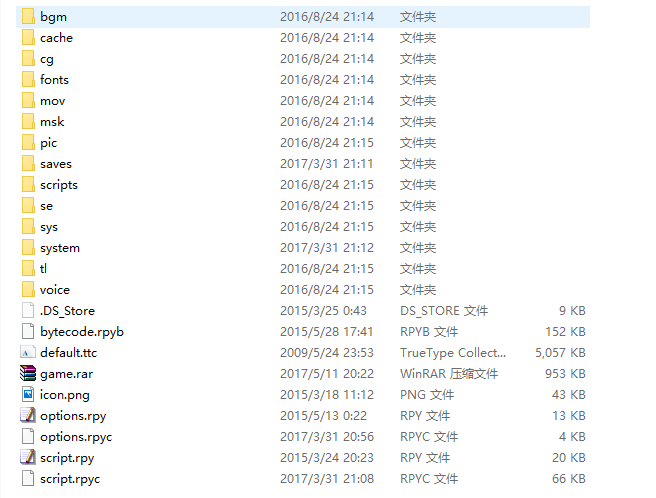 bgm 2016/8/24 21:14 文件夹
cache 2016/8/24 21:14 文件夹
cg 2016/8/24 21:14 文件夹
fonts 2016/8/24 21:14 文件夹
mov 2016/8/24 21:14 文件夹
msk 2016/8/24 21:14 文件夹
pic 2016/8/24 21:15 文件夹
saves 2017/3/31 21:11 文件夹
scripts 2016/8/24 21:15 文件夹
se 2016/8/24 21:15 文件夹
sys 2016/8/24 21:15 文件夹
system 2017/3/31 21:12 文件夹
tl 2016/8/24 21:15 文件夹
voice 2016/8/24 21:15 文件夹
.DS_Store 2015/3/25 0:43 DS_STORE 文件 9 KB
bytecode.rpyb 2015/5/28 17:41 RPYB 文件 152 KB
default.ttc 2009/5/24 23:53 TrueType Collect... 5,057 KB
game.rar 2017/5/11 20:22 WinRAR 压缩文件 953 KB
icon.png 2015/3/18 11:12 PNG 文件 43 KB
options.rpy 2015/5/13 0:22 RPY 文件 13 KB
options.rpyc 2017/3/31 20:56 RPYC 文件 4 KB
script.rpy 2015/3/24 20:23 RPY 文件 20 KB
script.rpyc 2017/3/31 21:08 RPYC 文件 66 KB